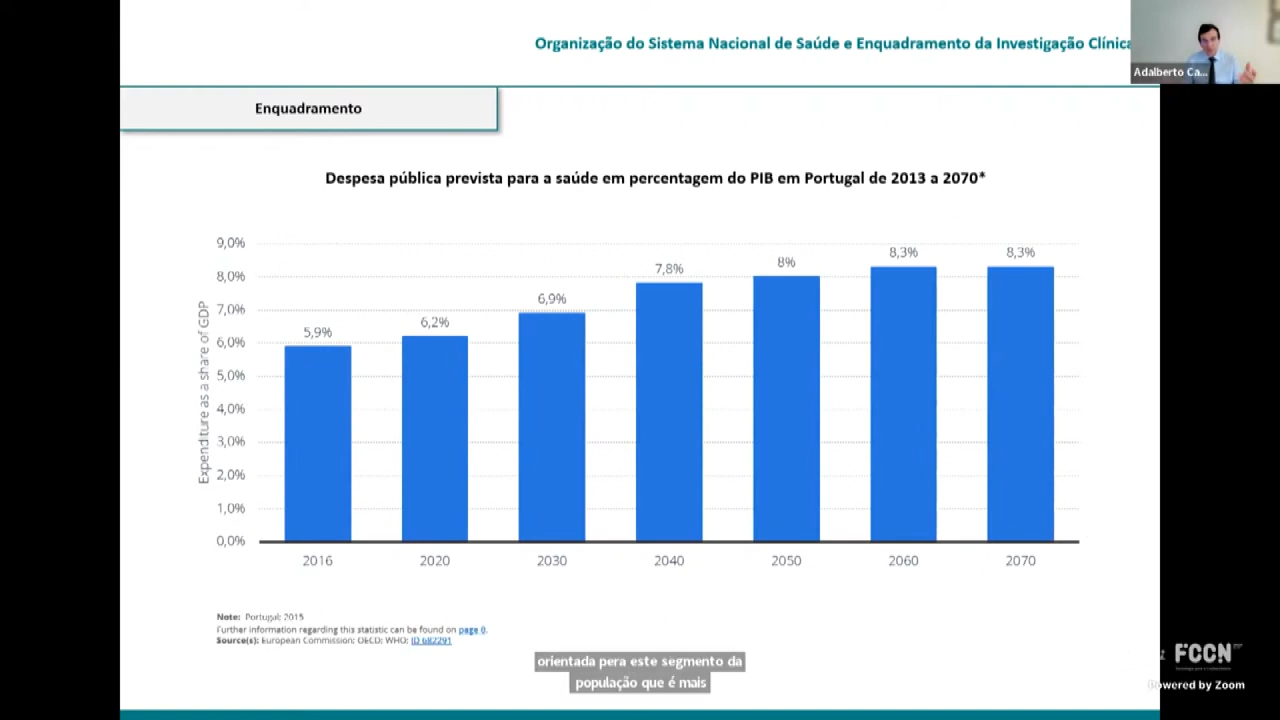 Organização do Sistema Nacional de Saúde e Enquadramento da Investigação Clínica
Adalberto Ca...
Enquadramento
Despesa pública prevista para a saúde em percentagem do PIB em Portugal de 2013 a 2070*
Expenditure as a share of GDP
9,0%
8,0%
7,0%
6,0%
5,0%
4,0%
3,0%
2,0%
1,0%
0,0%
5,9%
6,2%
6,9%
7,8%
8%
8,3%
8,3%
2016 2020 2030 2040 2050 2060 2070
Note: Portugal; 2015
Further information regarding this statistic can be found on page 8.
Source(s): European Commission; OECD; WHO; ID 682291
orientada pera este segmento da
população que é mais
FCCN
Powered by Zoom